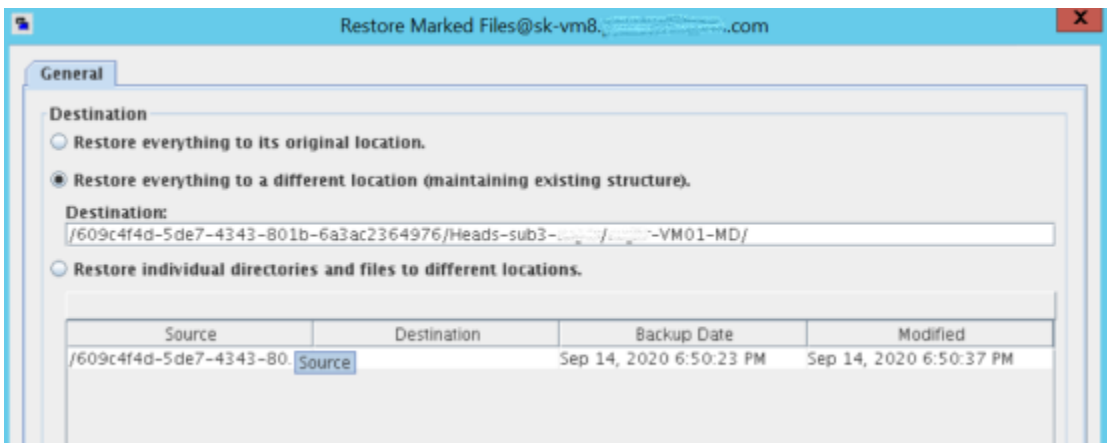 Restore Marked Files@sk-vm8. .com
X
General
Destination
Restore everything to its original location.
Restore everything to a different location (maintaining existing structure).
Destination:
/609c4f4d-5de7-4343-801b-6a3ac2364976/Heads-sub3- / -VM01-MD/
Restore individual directories and files to different locations.
Source Destination Backup Date Modified
/609c4f4d-5de7-4343-80. Source Sep 14, 2020 6:50:23 PM Sep 14, 2020 6:50:37 PM